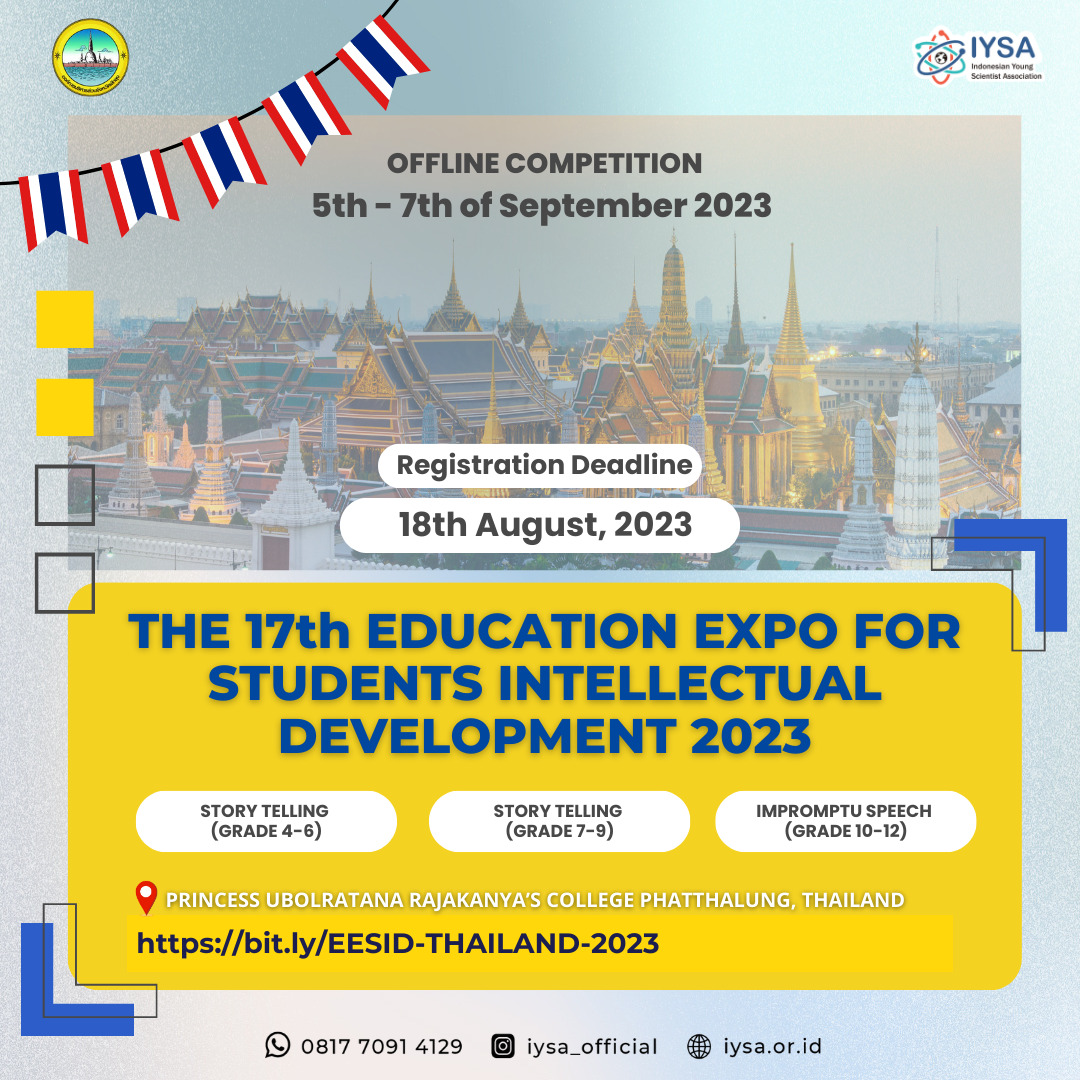 IYSA
Indonesian Young
Scientist Association
OFFLINE COMPETITION
5th - 7th of September 2023
Registration Deadline
18th August, 2023
THE 17th EDUCATION EXPO FOR
STUDENTS INTELLECTUAL
DEVELOPMENT 2023
STORY TELLING
(GRADE 4-6)
STORY TELLING
(GRADE 7-9)
IMPROMPTU SPEECH
(GRADE 10-12)
PRINCESS UBOLRATANA RAJAKANYA'S COLLEGE PHATTHALUNG, THAILAND
https://bit.ly/EESID-THAILAND-2023
0817 7091 4129
iysa_official
iysa.or.id